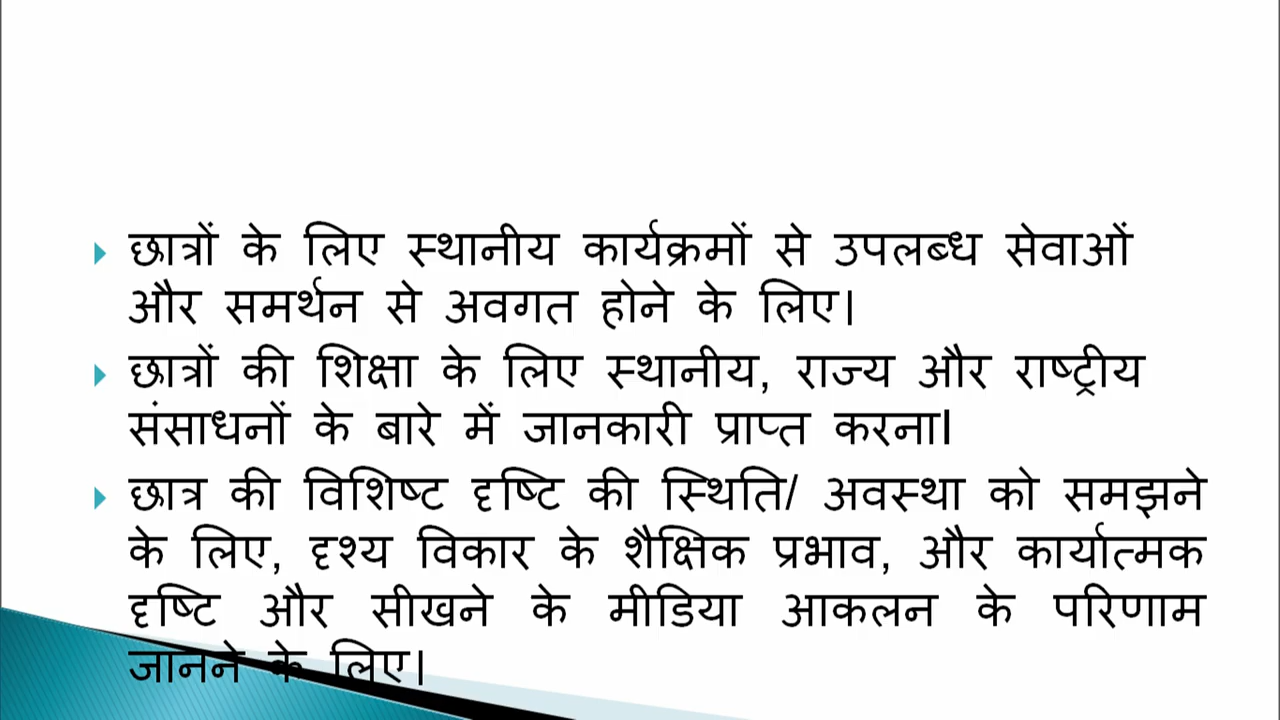 छात्रों के लिए स्थानीय कार्यक्रमों से उपलब्ध सेवाओं
और समर्थन से अवगत होने के लिए।
छात्रों की शिक्षा के लिए स्थानीय, राज्य और राष्ट्रीय
संसाधनों के बारे में जानकारी प्राप्त करना।
छात्र की विशिष्ट दृष्टि की स्थिति/ अवस्था को समझने
के लिए, दृश्य विकार के शैक्षिक प्रभाव, और कार्यात्मक
दृष्टि और सीखने के मीडिया आकलन के परिणाम
जानने के लिए।